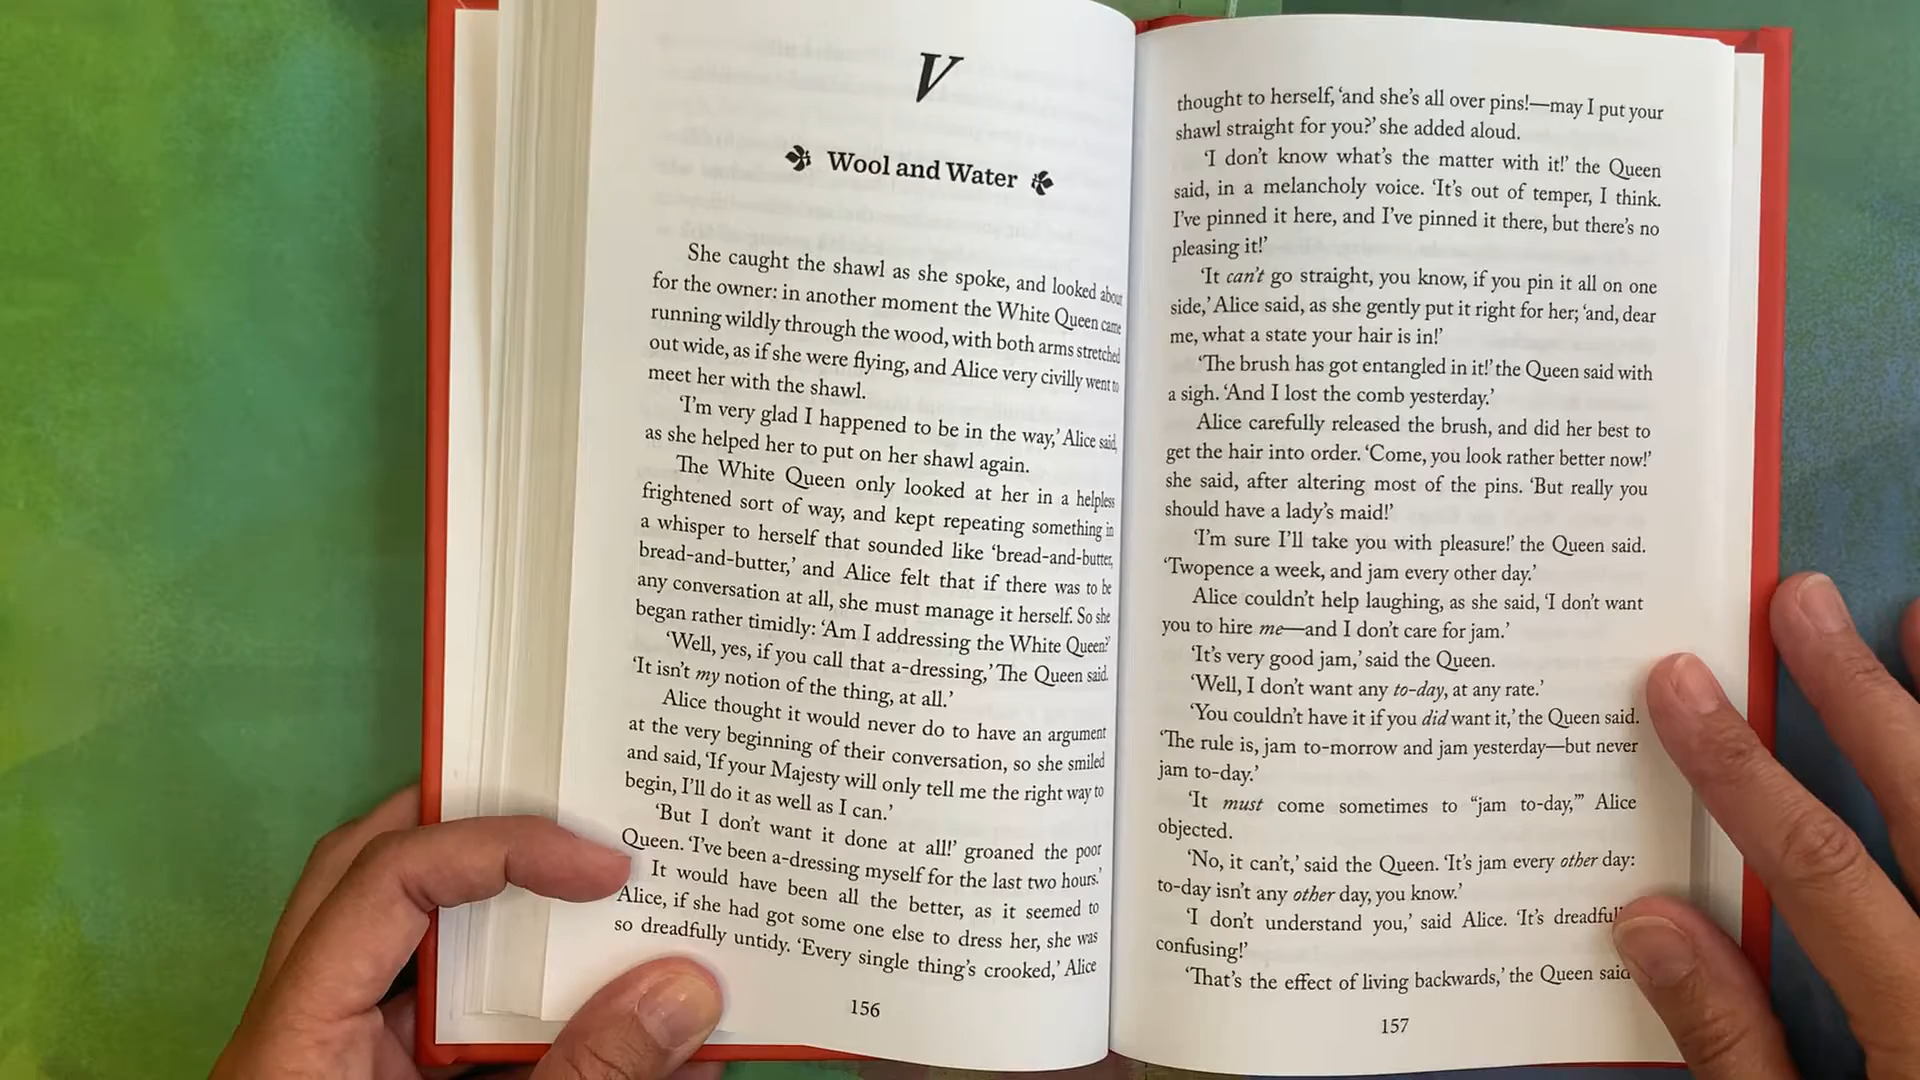 V
Wool and Water
She caught the shawl as she spoke, and looked about
for the owner: in another moment the White Queen came
running wildly through the wood, with both arms stretched
out wide, as if she were flying, and Alice very civilly went to
meet her with the shawl.
‘I’m very glad I happened to be in the way,’ Alice said,
as she helped her to put on her shawl again.
The White Queen only looked at her in a helpless
frightened sort of way, and kept repeating something in
a whisper to herself that sounded like ‘bread-and-butter,
bread-and-butter,’ and Alice felt that if there was to be
any conversation at all, she must manage it herself. So she
began rather timidly: ‘Am I addressing the White Queen?’
‘Well, yes, if you call that a-dressing,’ The Queen said.
‘It isn’t my notion of the thing, at all.’
Alice thought it would never do to have an argument
at the very beginning of their conversation, so she smiled
and said, ‘If your Majesty will only tell me the right way to
begin, I’ll do it as well as I can.’
‘But I don’t want it done at all!’ groaned the poor
Queen. ‘I’ve been a-dressing myself for the last two hours.’
It would have been all the better, as it seemed to
Alice, if she had got some one else to dress her, she was
so dreadfully untidy. ‘Every single thing’s crooked,’ Alice
156
thought to herself, ‘and she’s all over pins!—may I put your
shawl straight for you?’ she added aloud.
‘I don’t know what’s the matter with it!’ the Queen
said, in a melancholy voice. ‘It’s out of temper, I think.
I’ve pinned it here, and I’ve pinned it there, but there’s no
pleasing it!’
‘It can’t go straight, you know, if you pin it all on one
side,’ Alice said, as she gently put it right for her; ‘and, dear
me, what a state your hair is in!’
‘The brush has got entangled in it!’ the Queen said with
a sigh. ‘And I lost the comb yesterday.’
Alice carefully released the brush, and did her best to
get the hair into order. ‘Come, you look rather better now!’
she said, after altering most of the pins. ‘But really you
should have a lady’s maid!’
‘I’m sure I’ll take you with pleasure!’ the Queen said.
‘Twopence a week, and jam every other day.’
Alice couldn’t help laughing, as she said, ‘I don’t want
you to hire me—and I don’t care for jam.’
‘It’s very good jam,’ said the Queen.
‘Well, I don’t want any to-day, at any rate.’
‘You couldn’t have it if you did want it,’ the Queen said.
‘The rule is, jam to-morrow and jam yesterday—but never
jam to-day.’
‘It must come sometimes to “jam to-day,”’ Alice
objected.
‘No, it can’t,’ said the Queen. ‘It’s jam every other day:
to-day isn’t any other day, you know.’
‘I don’t understand you,’ said Alice. ‘It’s
confusing!’
‘That’s the effect of living backwards,’ the Queen said
157